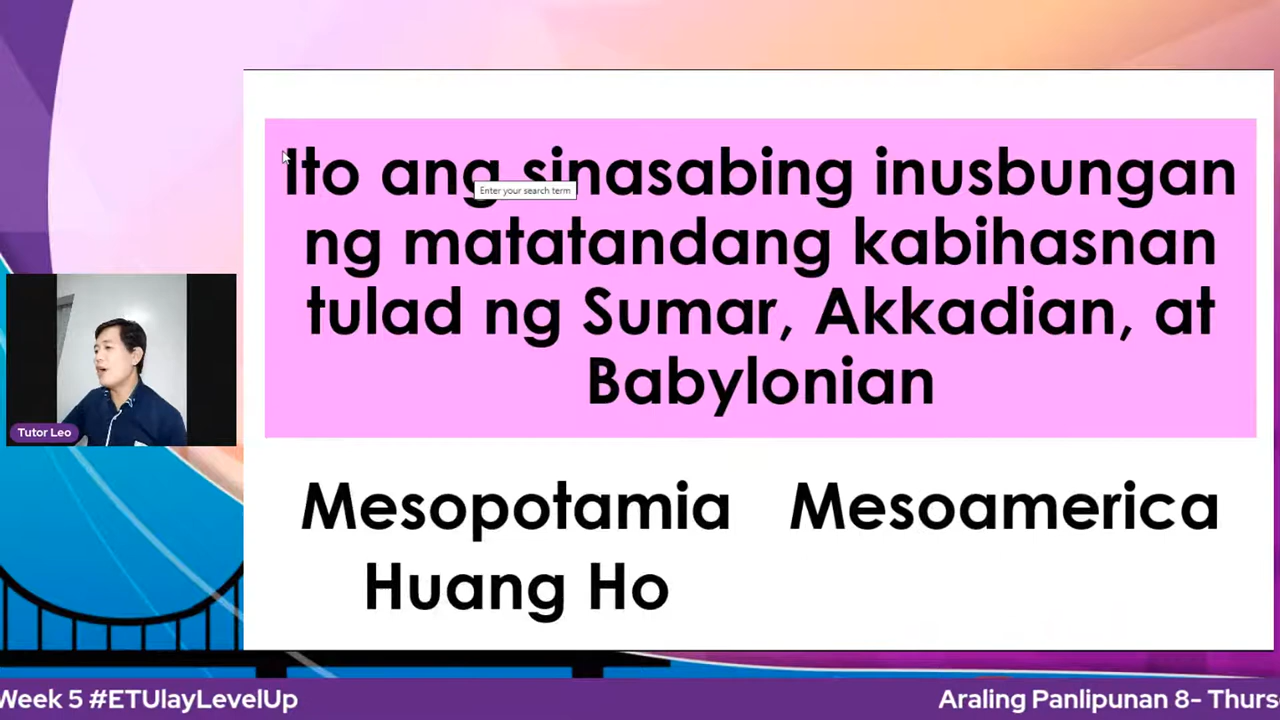 Ito ang sinasabing inusbungan
Enter your search term
ng matatandang kabihasnan
tulad ng Sumar, Akkadian, at
Babylonian
Mesopotamia Mesoamerica
Huang Ho
Tutor Leo
Week 5 #ETUlayLevelUp
Araling Panlipunan 8- Thurs